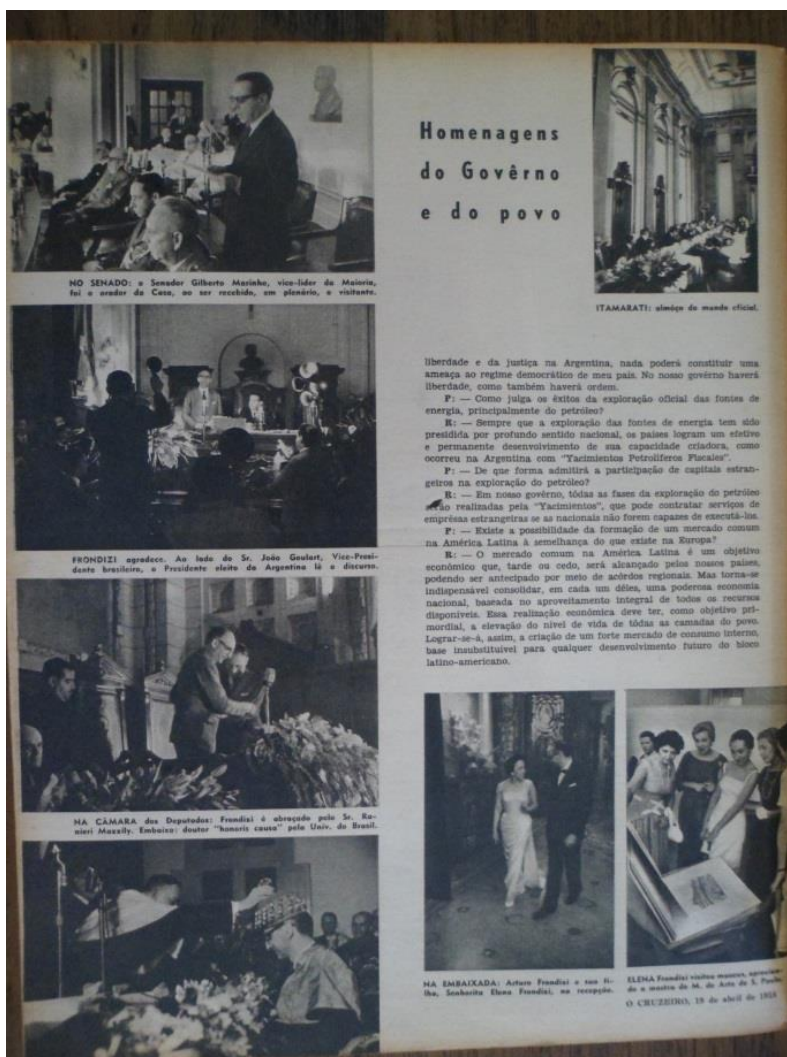 Homenagens
do Govêrno
e do povo
NO SENADO: o Senador Gilberto Marinho, vice-líder da Maioria,
foi o orador da Casa, ao ser recebido, em plenário, o visitante.
FRONDIZI agradece. Ao lado do Sr. João Goulart, Vice-Presi-
dente brasileiro, o Presidente eleito da Argentina lê o discurso.
NA CÂMARA dos Deputados: Frondizi é abraçado pelo Sr. Ra-
nieri Mazzily. Embaixo: doutor "honoris causa" pela Univ. do Brasil.
ITAMARATI: almôço do mundo oficial.
liberdade e da justiça na Argentina, nada poderá constituir uma
ameaça ao regime democrático de meu país. No nosso govêrno haverá
liberdade, como também haverá ordem.
P: — Como julga os êxitos da exploração oficial das fontes de
energia, principalmente do petróleo?
R: — Sempre que a exploração das fontes de energia tem sido
presidida por profundo sentido nacional, os países logram um efetivo
e permanente desenvolvimento de sua capacidade criadora, como
ocorreu na Argentina com "Yacimientos Petrolíferos Fiscales".
P: — De que forma admitirá a participação de capitais estran-
geiros na exploração do petróleo?
R: — Em nosso govêrno, tôdas as fases da exploração do petróleo
serão realizadas pela "Yacimientos", que pode contratar serviços de
emprêsas estrangeiras se as nacionais não forem capazes de executá-los.
P: — Existe a possibilidade da formação de um mercado comum
na América Latina à semelhança do que existe na Europa?
R: — O mercado comum na América Latina é um objetivo
econômico que, tarde ou cedo, será alcançado pelos nossos países,
podendo ser antecipado por meio de acôrdos regionais. Mas torna-se
indispensável consolidar, em cada um dêles, uma poderosa economia
nacional, baseada no aproveitamento integral de todos os recursos
disponíveis. Essa realização econômica deve ter, como objetivo pri-
mordial, a elevação do nível de vida de tôdas as camadas do povo.
Lograr-se-á, assim, a criação de um forte mercado de consumo interno,
base insubstituível para qualquer desenvolvimento futuro do bloco
latino-americano.
NA EMBAIXADA: Arturo Frondizi e sua fi-
lha, Senhorita Elena Frondizi, na recepção.
ELENA Frondizi visitou museus, aprecian-
do a mostra do M. de Arte de S. Paulo.
O CRUZEIRO, 19 de abril de 1958